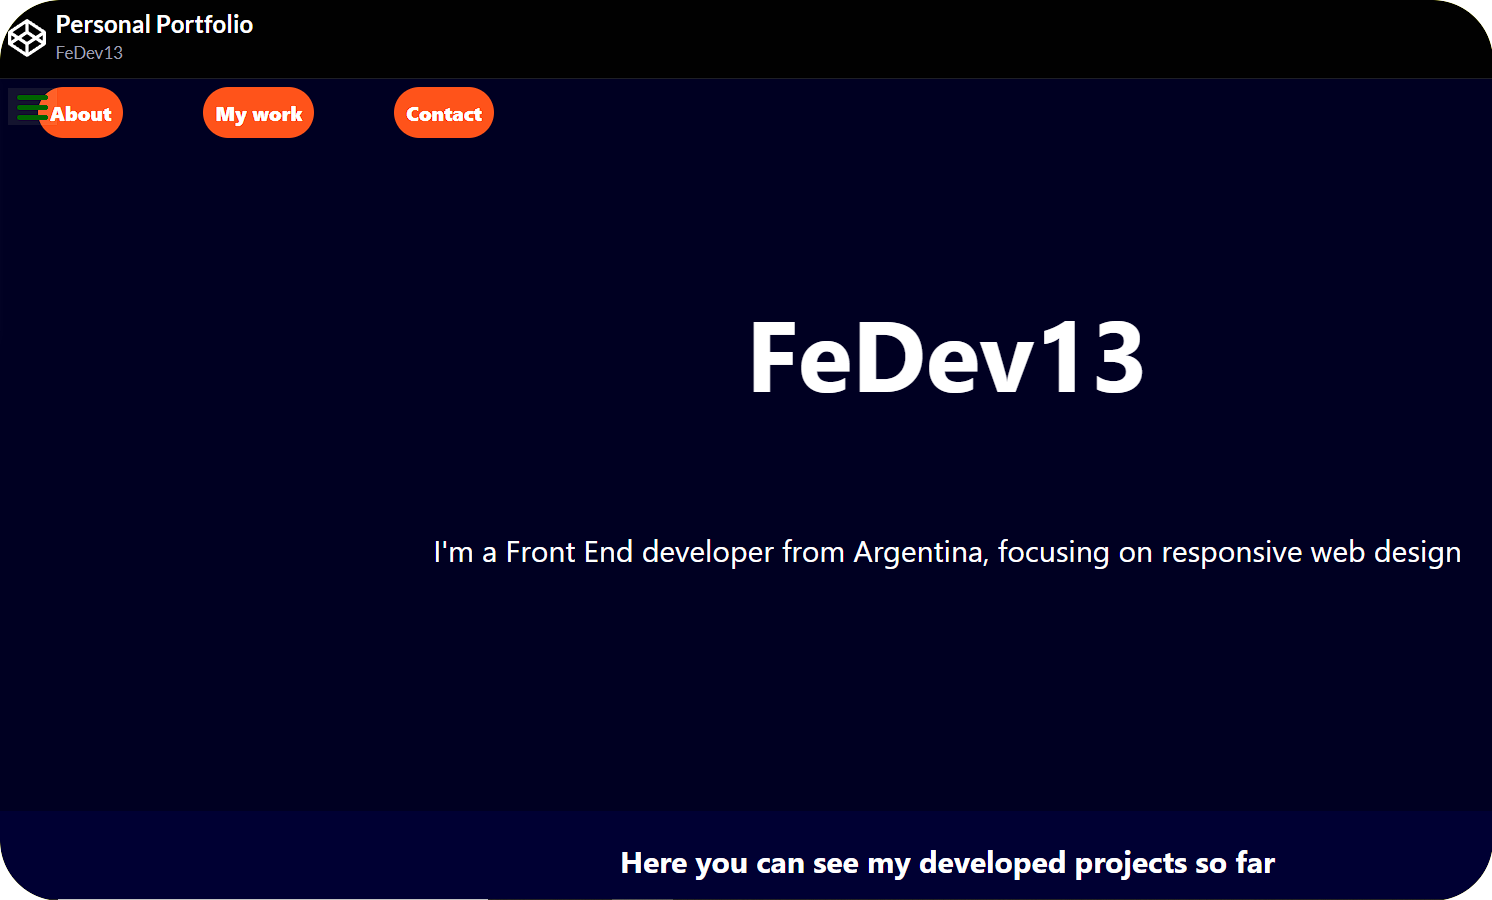 Personal Portfolio
FeDev13
About My work Contact
FeDev13
I'm a Front End developer from Argentina, focusing on responsive web design
Here you can see my developed projects so far